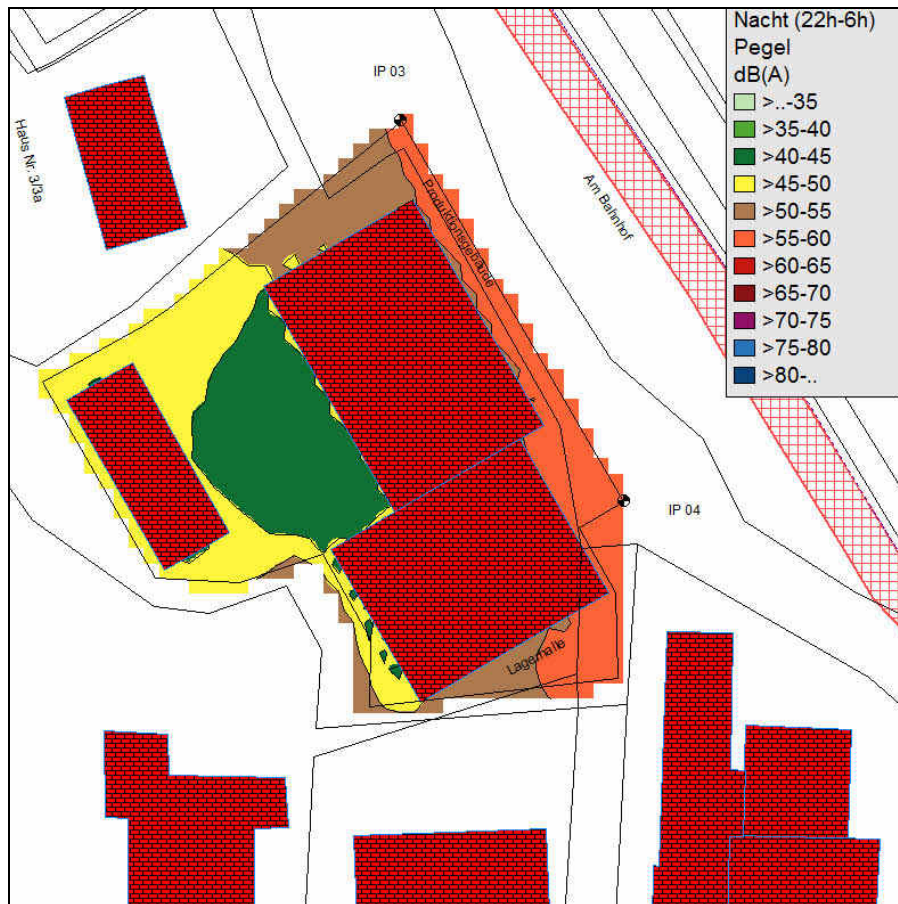 Nacht (22h-6h)
Pegel
dB(A)
>..-35
>35-40
>40-45
>45-50
>50-55
>55-60
>60-65
>65-70
>70-75
>75-80
>80-..
IP 03
Haus Nr. 3/3a
Produktionsgebäude
Am Bahnhof
IP 04
Lagerhalle